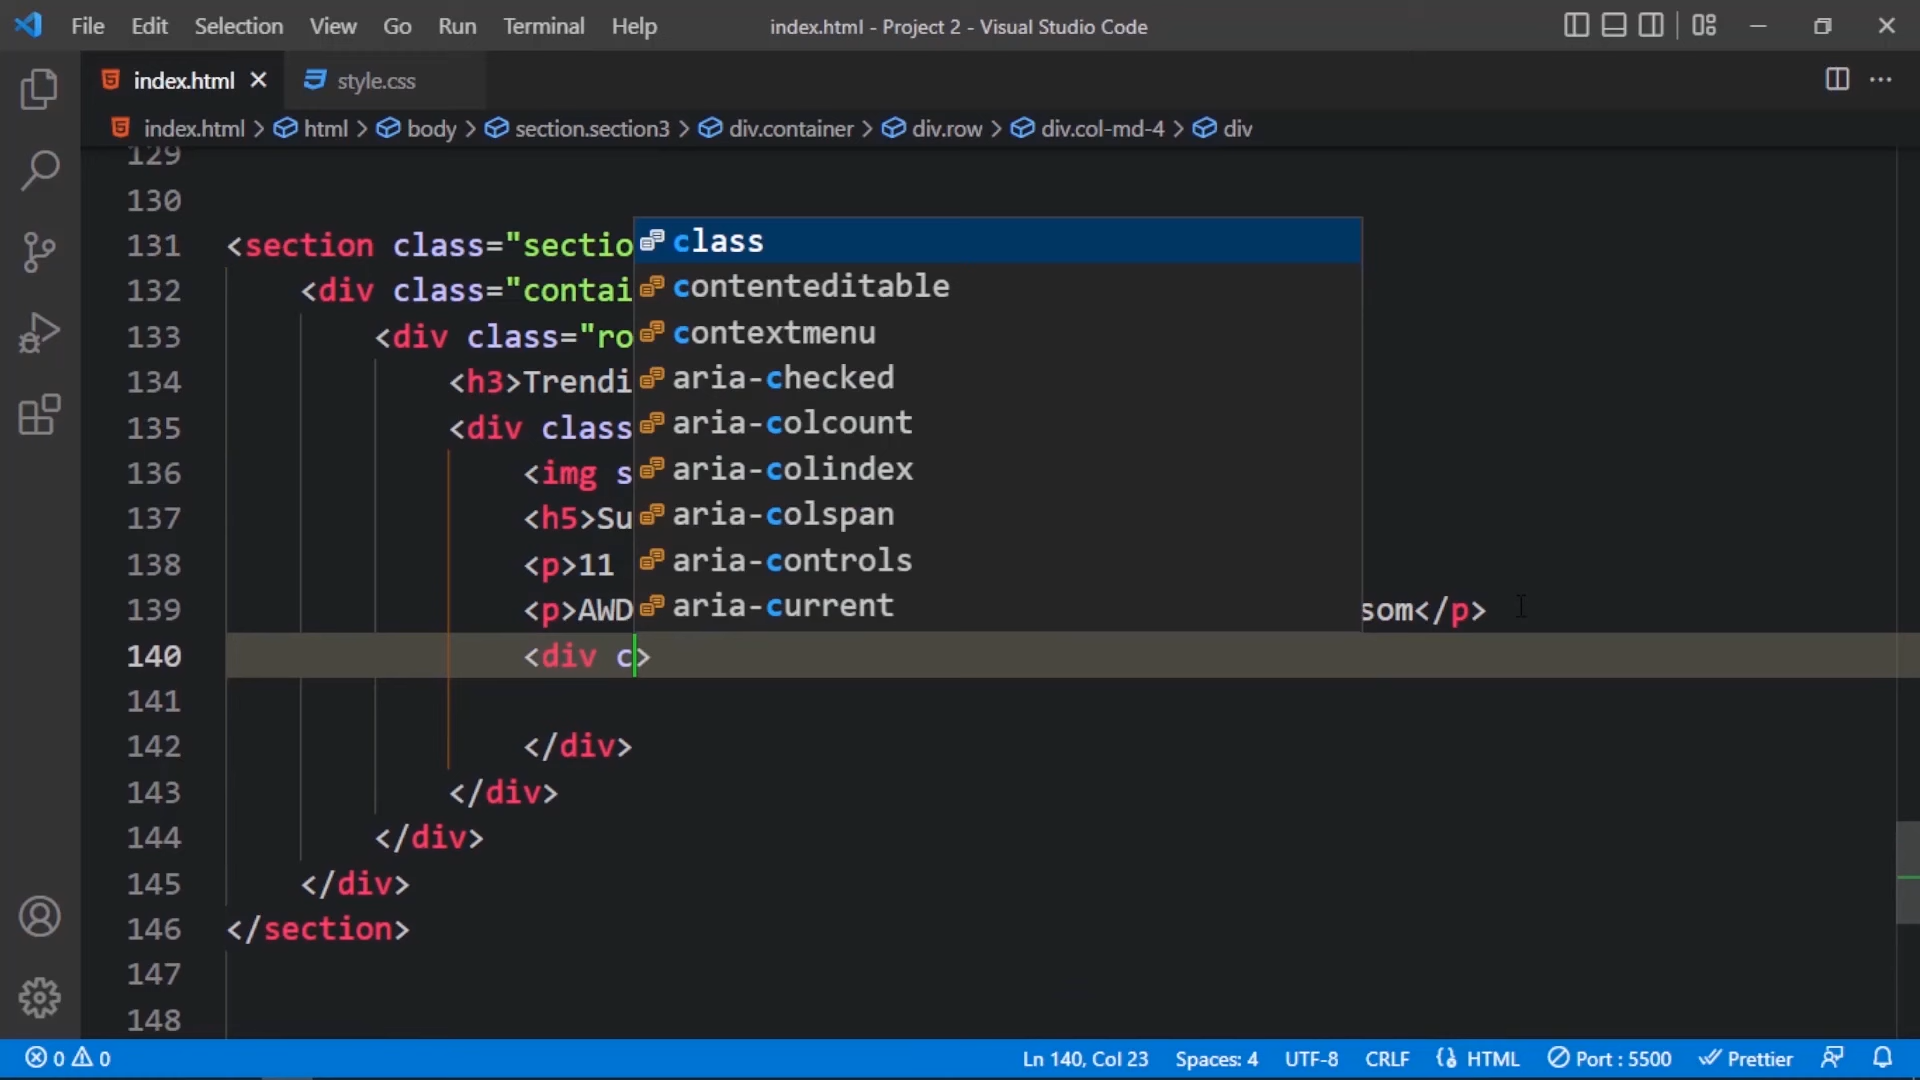 File Edit Selection View Go Run Terminal Help index.html - Project 2 - Visual Studio Code
index.html style.css
index.html > html > body > section.section3 > div.container > div.row > div.col-md-4 > div
129
130
131 <section class="sectio
132 <div class="contai
133 <div class="ro
134 <h3>Trendi
135 <div class
136 <img s
137 <h5>Su
138 <p>11
139 <p>AWD som</p>
140 <div c>
141
142 </div>
143 </div>
144 </div>
145 </div>
146 </section>
147
148
class
contenteditable
contextmenu
aria-checked
aria-colcount
aria-colindex
aria-colspan
aria-controls
aria-current
0 0 Ln 140, Col 23 Spaces: 4 UTF-8 CRLF HTML Port : 5500 Prettier